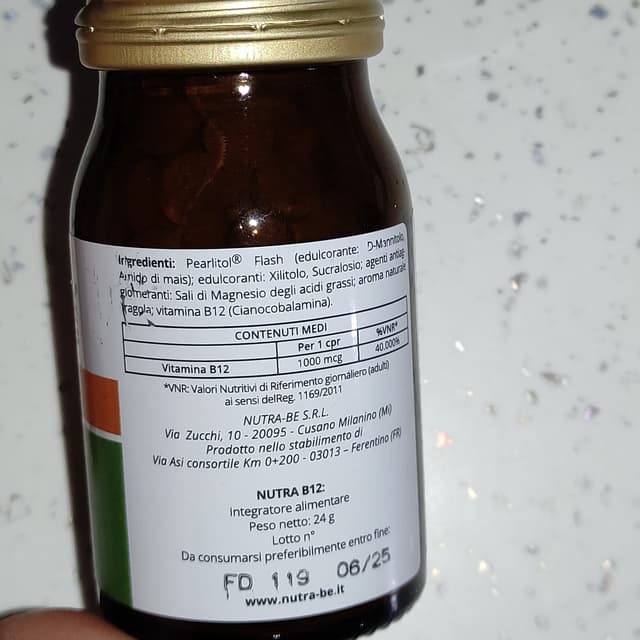 Ingredienti: Pearlitol® Flash (edulcorante: D-Mannitolo,
Amido di mais); edulcoranti: Xilitolo, Sucralosio; agenti antiag
glomeranti: Sali di Magnesio degli acidi grassi; aroma naturale
fragola; vitamina B12 (Cianocobalamina).
CONTENUTI MEDI
Per 1 cpr %VNR*
Vitamina B12 1000 mcg 40.000%
*VNR: Valori Nutritivi di Riferimento giornaliero (adulti)
ai sensi delReg. 1169/2011
NUTRA-BE S.R.L.
Via Zucchi, 10 - 20095 - Cusano Milanino (MI)
Prodotto nello stabilimento di
Via Asi consortile Km 0+200 - 03013 – Ferentino (FR)
NUTRA B12:
Integratore alimentare
Peso netto: 24 g
Lotto n°
Da consumarsi preferibilmente entro fine:
FD 119 06/25
www.nutra-be.it